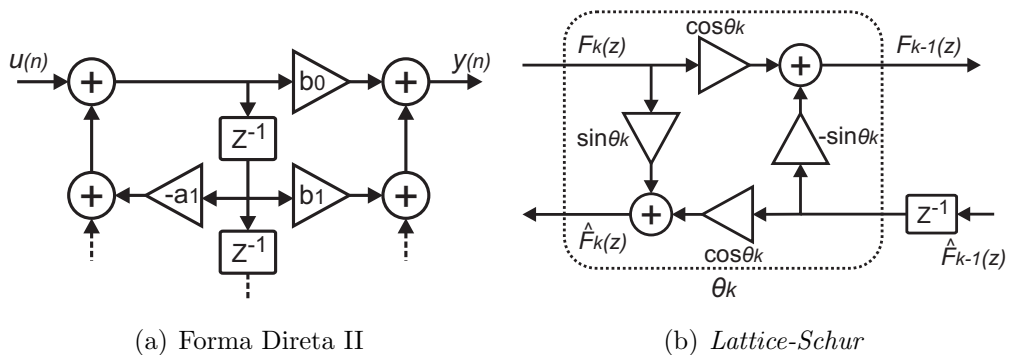 u(n)
+
b0
+
y(n)
Z-1
+
-a1
b1
+
Z-1
(a) Forma Direta II
cosθk
Fk(z)
+
Fk-1(z)
sinθk
-sinθk
+
F̂k(z)
cosθk
Z-1
F̂k-1(z)
θk
(b) Lattice-Schur